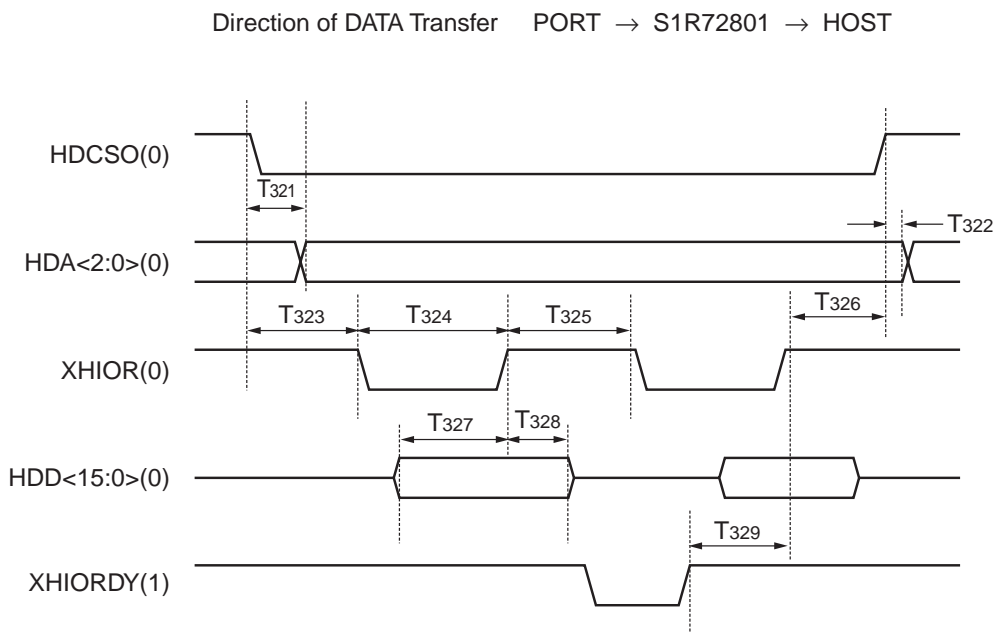 Direction of DATA Transfer PORT → S1R72801 → HOST
HDCSO(0)
T321
T322
HDA<2:0>(0)
T323 T324 T325 T326
XHIOR(0)
T327 T328
HDD<15:0>(0)
T329
XHIORDY(1)